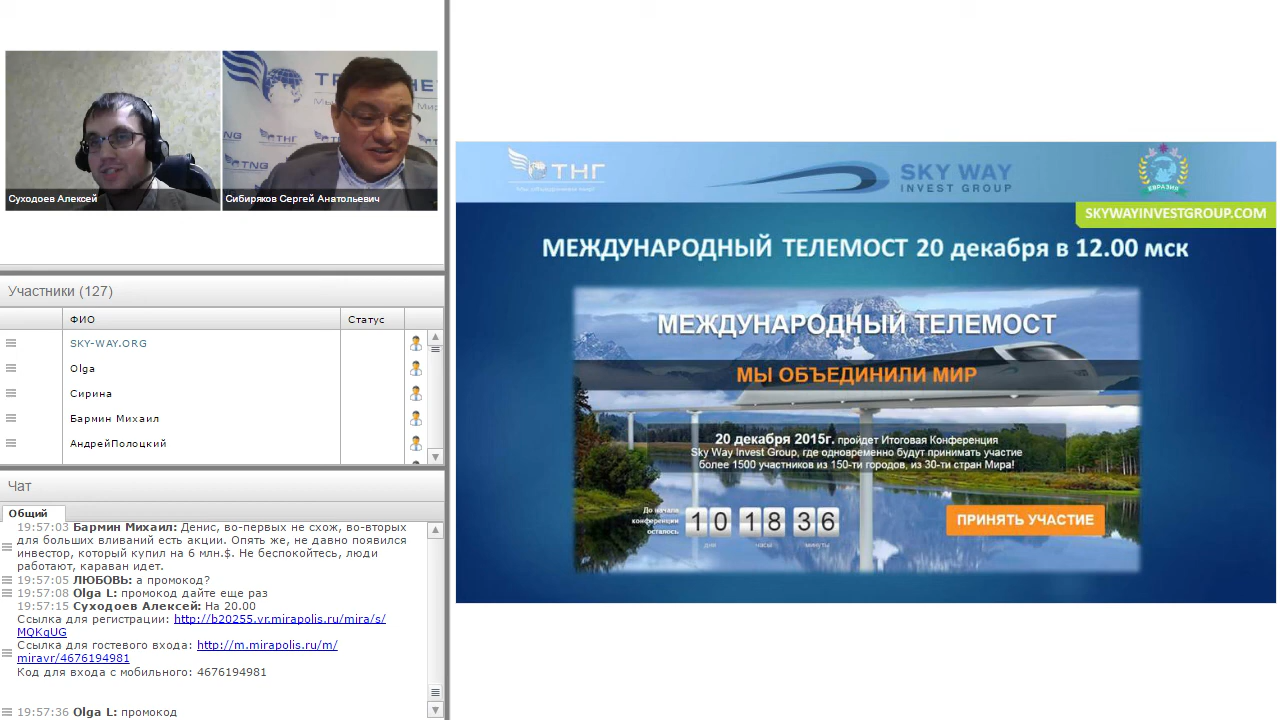 Суходоев Алексей
Сибиряков Сергей Анатольевич
TNG
ТНГ
TNG
Участники (127)
ФИО
Статус
SKY-WAY.ORG
Olga
Сирина
Бармин Михаил
АндрейПолоцкий
Чат
Общий
19:57:03 Бармин Михаил: Денис, во-первых не схож, во-вторых
для больших вливаний есть акции. Опять же, не давно появился
инвестор, который купил на 6 млн.$. Не беспокойтесь, люди
работают, караван идет.
19:57:05 ЛЮБОВЬ: а промокод?
19:57:08 Olga L: промокод дайте еще раз
19:57:15 Суходоев Алексей: На 20.00
Ссылка для регистрации: http://b20255.vr.mirapolis.ru/mira/s/
MQKqUG
Ссылка для гостевого входа: http://m.mirapolis.ru/m/
miravr/4676194981
Код для входа с мобильного: 4676194981
19:57:36 Olga L: промокод
ТНГ
Мы объединяем мир!
SKY WAY
INVEST GROUP
ЕВРАЗИЯ
SKYWAYINVESTGROUP.COM
МЕЖДУНАРОДНЫЙ ТЕЛЕМОСТ 20 декабря в 12.00 мск
МЕЖДУНАРОДНЫЙ ТЕЛЕМОСТ
МЫ ОБЪЕДИНИЛИ МИР
20 декабря 2015г. пройдет Итоговая Конференция
Sky Way Invest Group, где одновременно будут принимать участие
более 1500 участников из 150-ти городов, из 30-ти стран Мира!
До начала
конференции
осталось
10 18 36
дни часы минуты
ПРИНЯТЬ УЧАСТИЕ